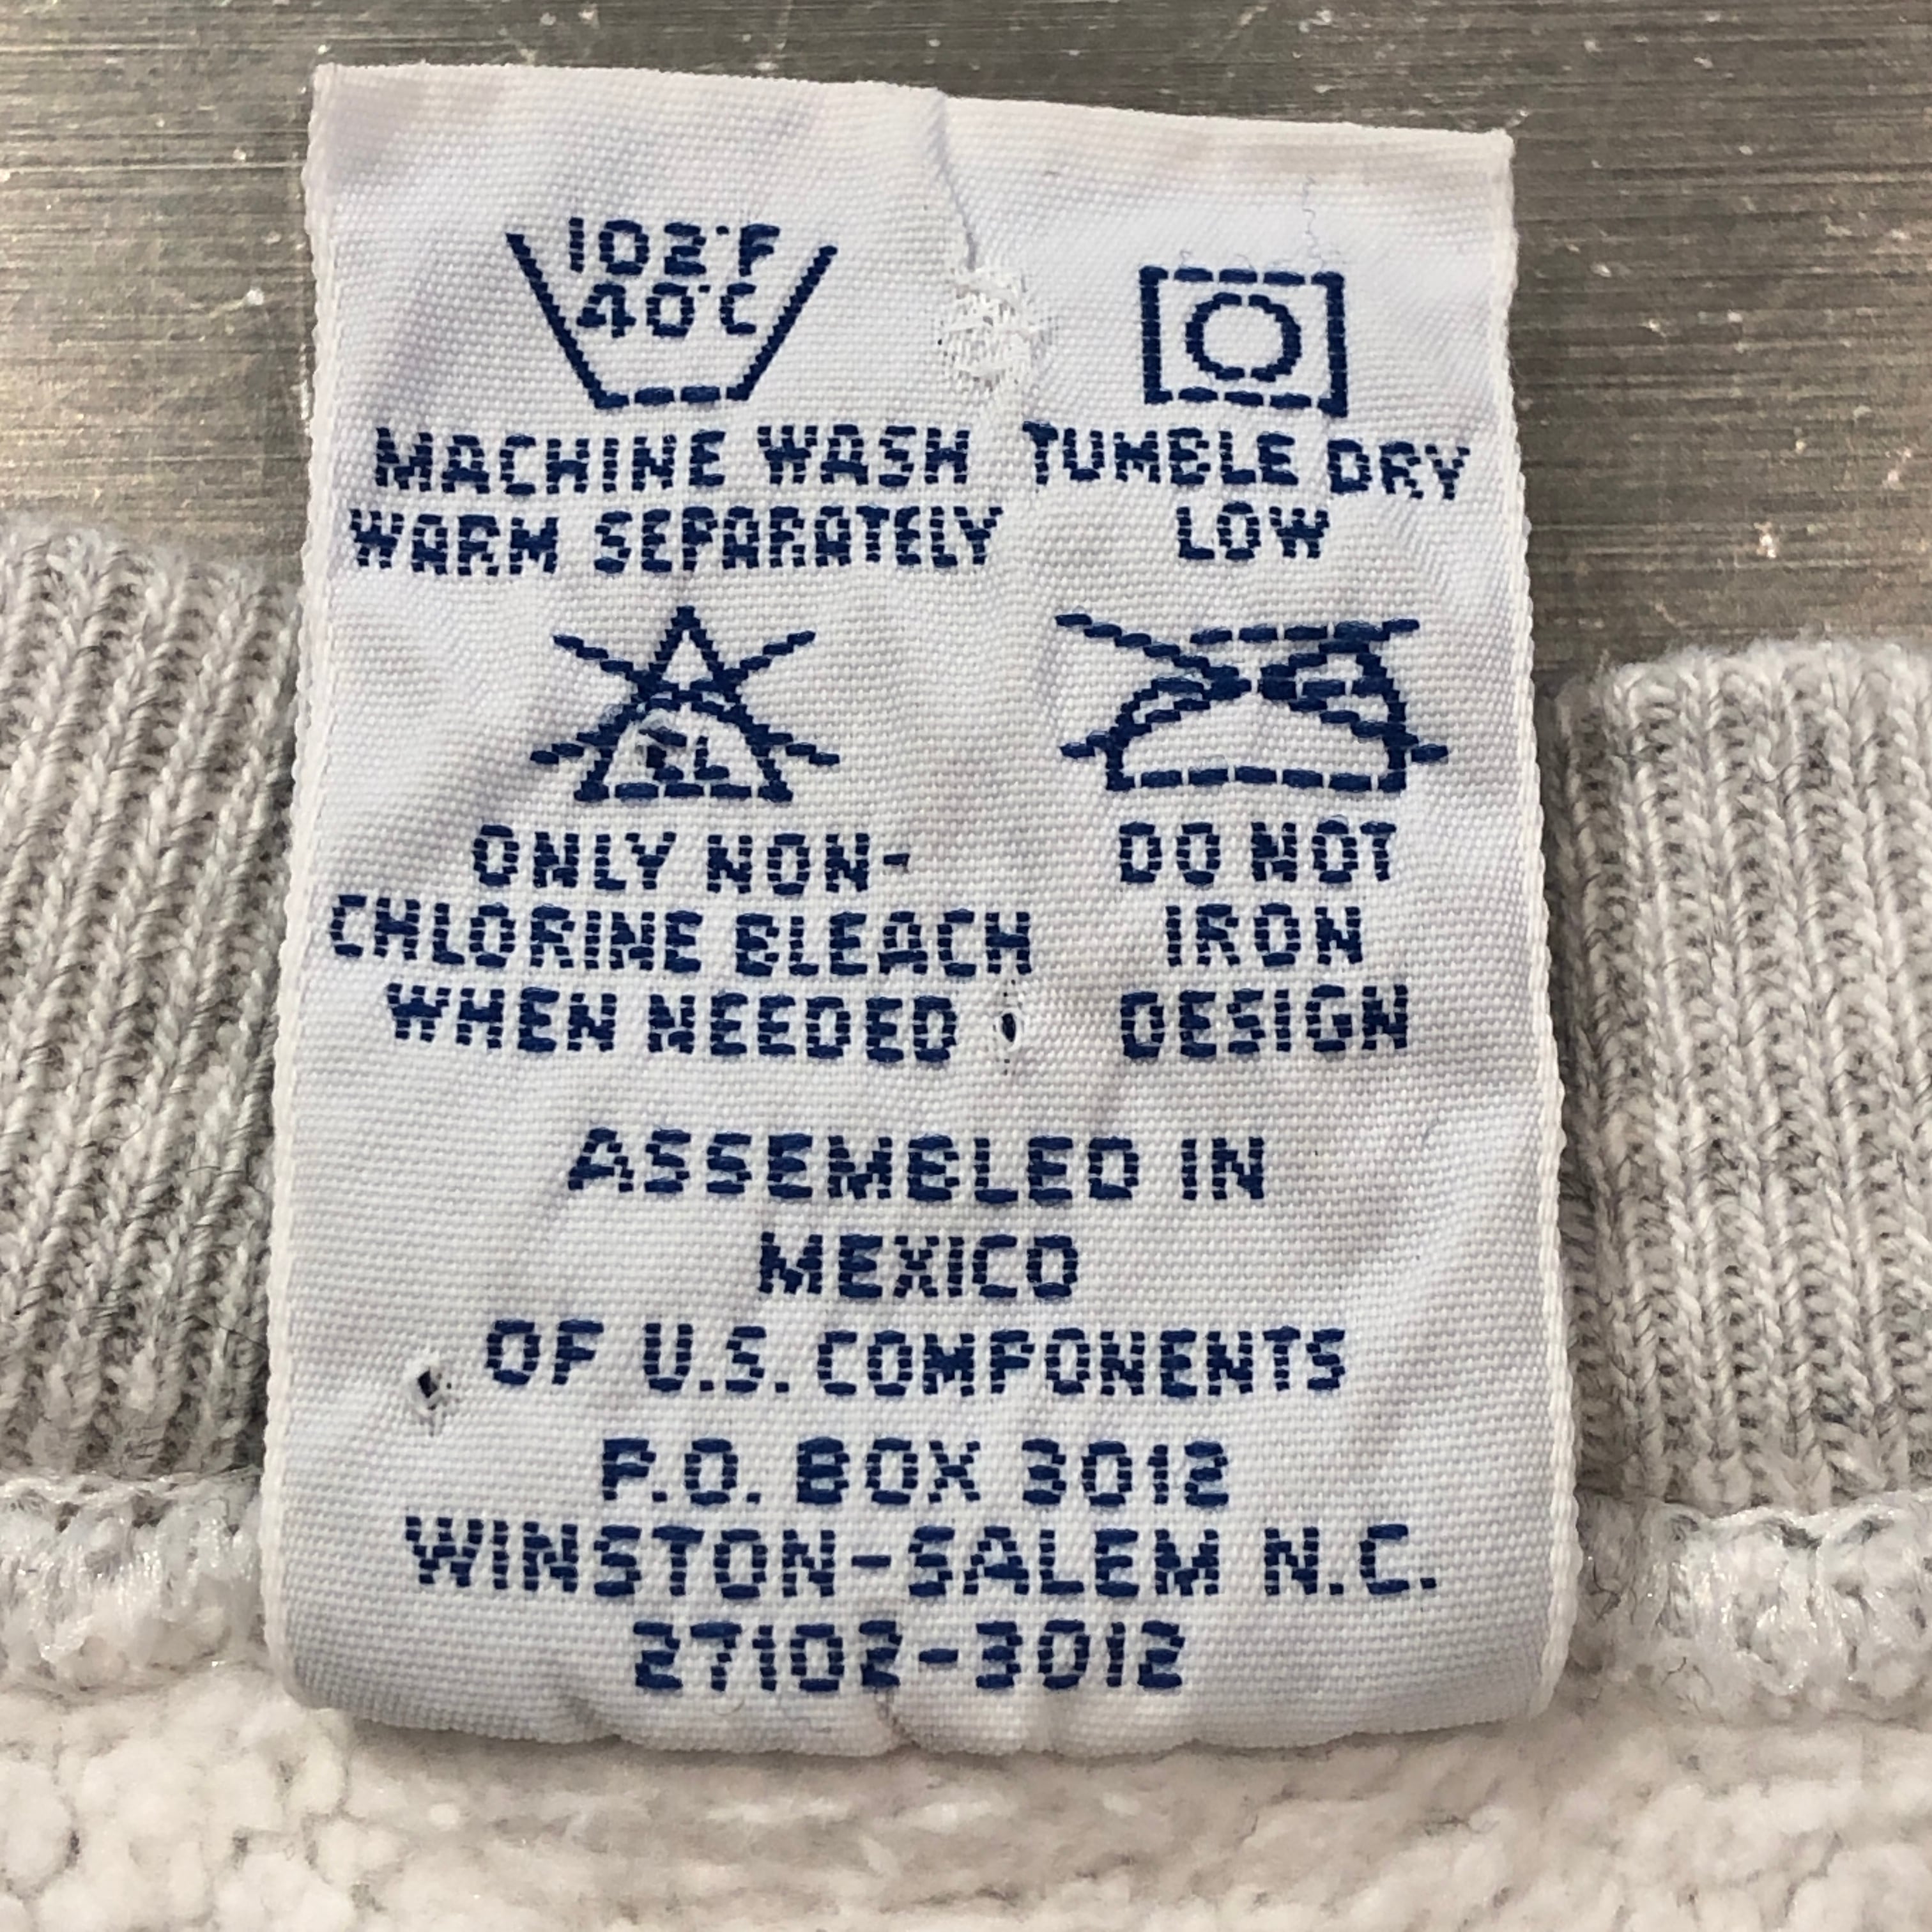 102°F
40°C
MACHINE WASH
WARM SEPARATELY
TUMBLE DRY
LOW
CL
ONLY NON-
CHLORINE BLEACH
WHEN NEEDED
DO NOT
IRON
DESIGN
ASSEMBLED IN
MEXICO
OF U.S. COMPONENTS
P.O. BOX 3012
WINSTON-SALEM N.C.
27102-3012